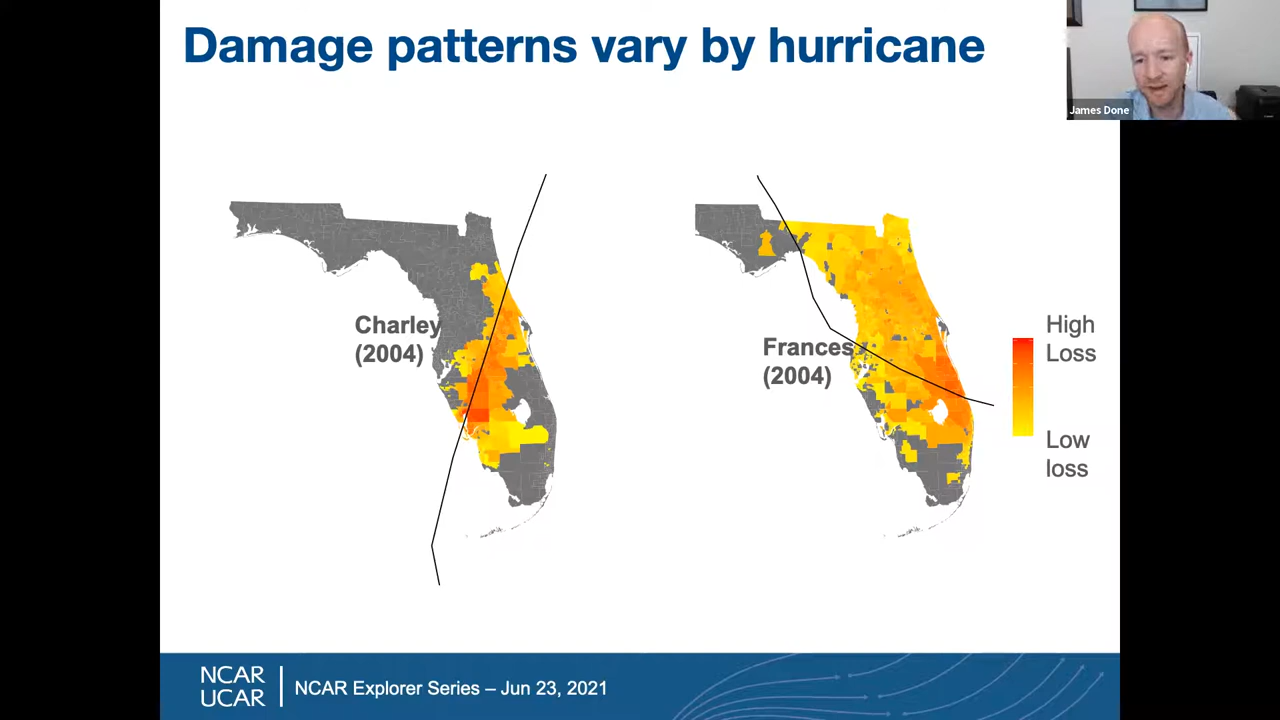 Damage patterns vary by hurricane
James Done
Charley
(2004)
Frances
(2004)
High
Loss
Low
loss
NCAR
UCAR
NCAR Explorer Series – Jun 23, 2021